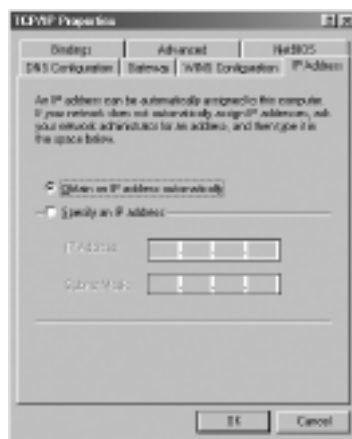 TCP/IP Properties
Bindings Advanced NetBIOS
DNS Configuration Gateway WINS Configuration IP Address
An IP address can be automatically assigned to this computer.
If your network does not automatically assign IP addresses, ask
your network administrator for an address, and then type it in
the space below.
Obtain an IP address automatically
Specify an IP address
IP Address:
Subnet Mask:
OK Cancel